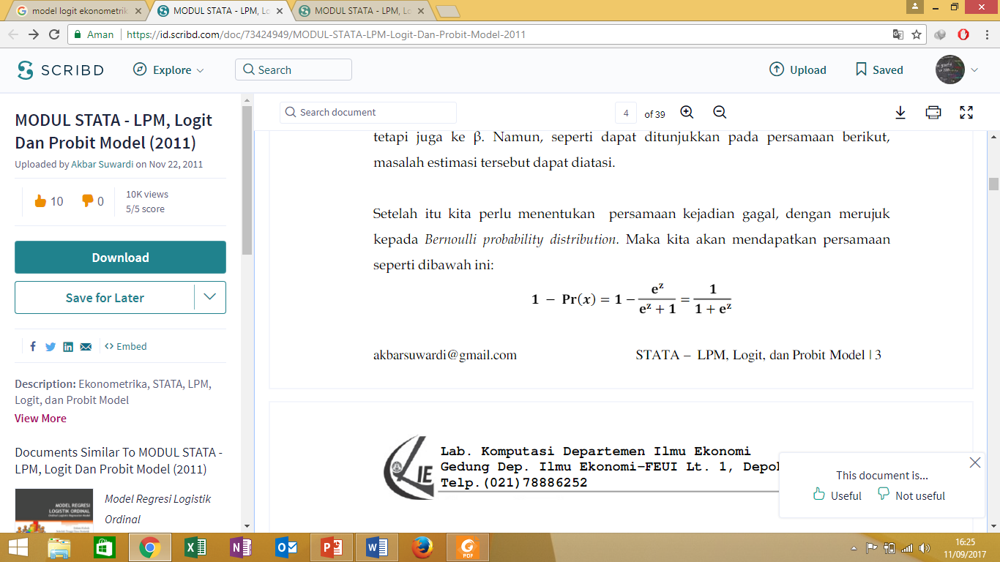 model logit ekonometrik
MODUL STATA - LPM, Lo
MODUL STATA - LPM, Lo
Aman
https://id.scribd.com/doc/73424949/MODUL-STATA-LPM-Logit-Dan-Probit-Model-2011
SCRIBD
Explore
Search
Upload
Saved
MODUL STATA - LPM, Logit
Dan Probit Model (2011)
Uploaded by Akbar Suwardi on Nov 22, 2011
10
0
10K views
5/5 score
Download
Save for Later
Embed
Description: Ekonometrika, STATA, LPM,
Logit, dan Probit Model
View More
Documents Similar To MODUL STATA -
LPM, Logit Dan Probit Model (2011)
MODEL REGRESI
LOGISTIK ORDINAL
Model Regresi Logistik
Ordinal
Search document
4
of 39
tetapi juga ke β. Namun, seperti dapat ditunjukkan pada persamaan berikut,
masalah estimasi tersebut dapat diatasi.
Setelah itu kita perlu menentukan persamaan kejadian gagal, dengan merujuk
kepada Bernoulli probability distribution. Maka kita akan mendapatkan persamaan
seperti dibawah ini:
1 − Pr(x) = 1 − e^z / (e^z + 1) = 1 / (1 + e^z)
akbarsuwardi@gmail.com
STATA – LPM, Logit, dan Probit Model | 3
IE
Lab. Komputasi Departemen Ilmu Ekonomi
Gedung Dep. Ilmu Ekonomi–FEUI Lt. 1, Depok
Telp.(021)78886252
This document is...
Useful
Not useful
PDF
16:25
11/09/2017